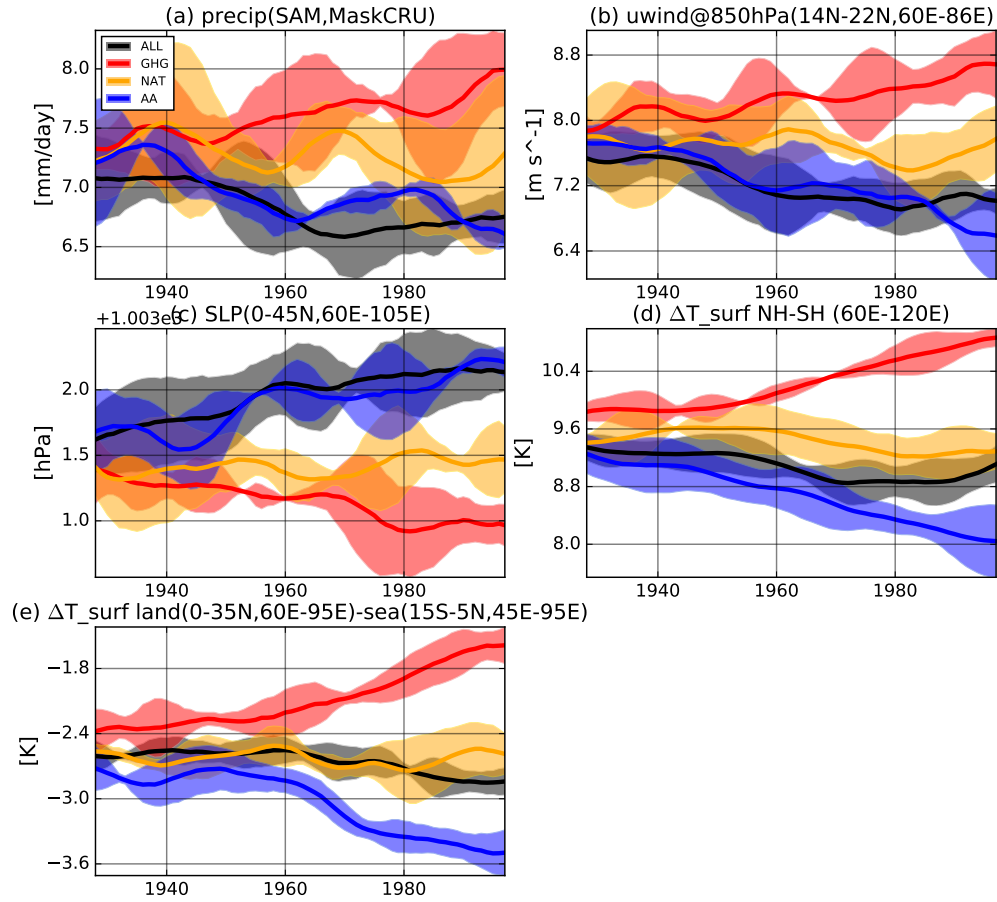 (a) precip(SAM,MaskCRU)
ALL
GHG
NAT
AA
[mm/day]
8.0
7.5
7.0
6.5
1940
1960
1980
(b) uwind@850hPa(14N-22N,60E-86E)
[m s^-1]
8.8
8.0
7.2
6.4
1940
1960
1980
+1.003e3
(c) SLP(0-45N,60E-105E)
[hPa]
2.0
1.5
1.0
1940
1960
1980
(d) ΔT_surf NH-SH (60E-120E)
[K]
10.4
9.6
8.8
8.0
1940
1960
1980
(e) ΔT_surf land(0-35N,60E-95E)-sea(15S-5N,45E-95E)
[K]
−1.8
−2.4
−3.0
−3.6
1940
1960
1980